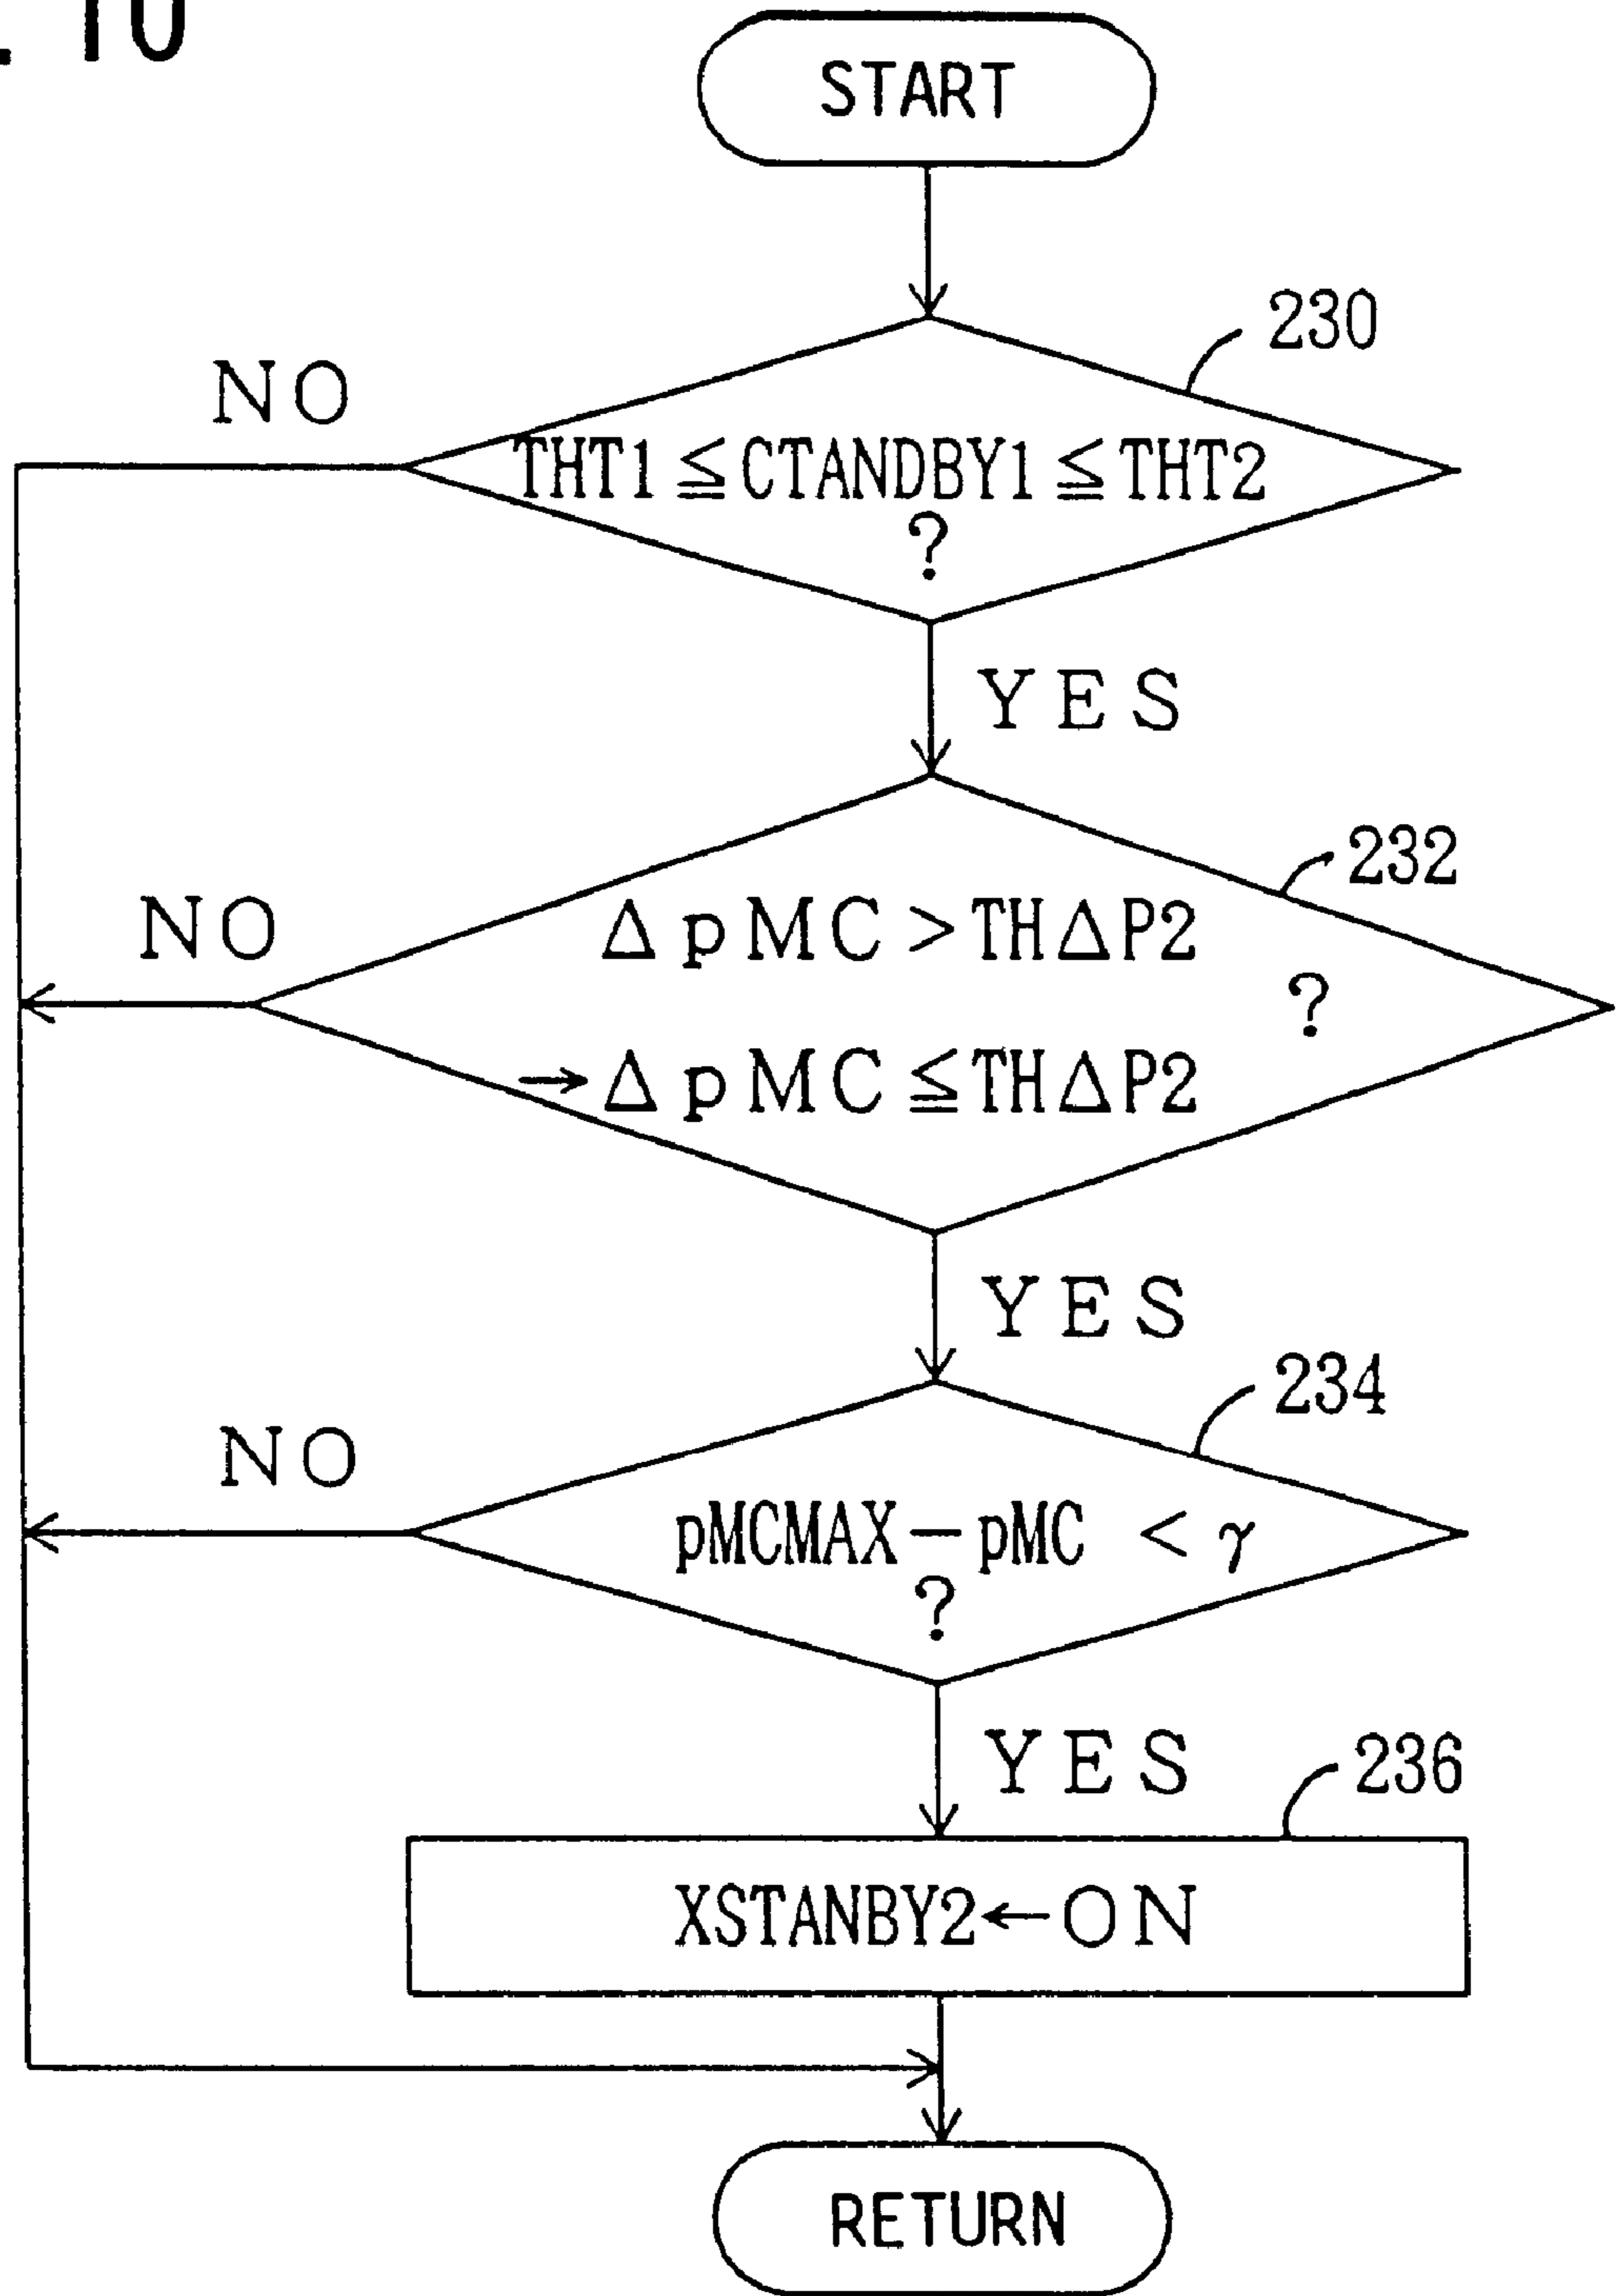 . 10
START
230
NO
THT1≦CTANDBY1≦THT2
?
YES
232
NO
ΔpMC>THΔP2
?
→ΔpMC≦THΔP2
YES
234
NO
pMCMAX－pMC <γ
?
YES
236
XSTANBY2←ON
RETURN